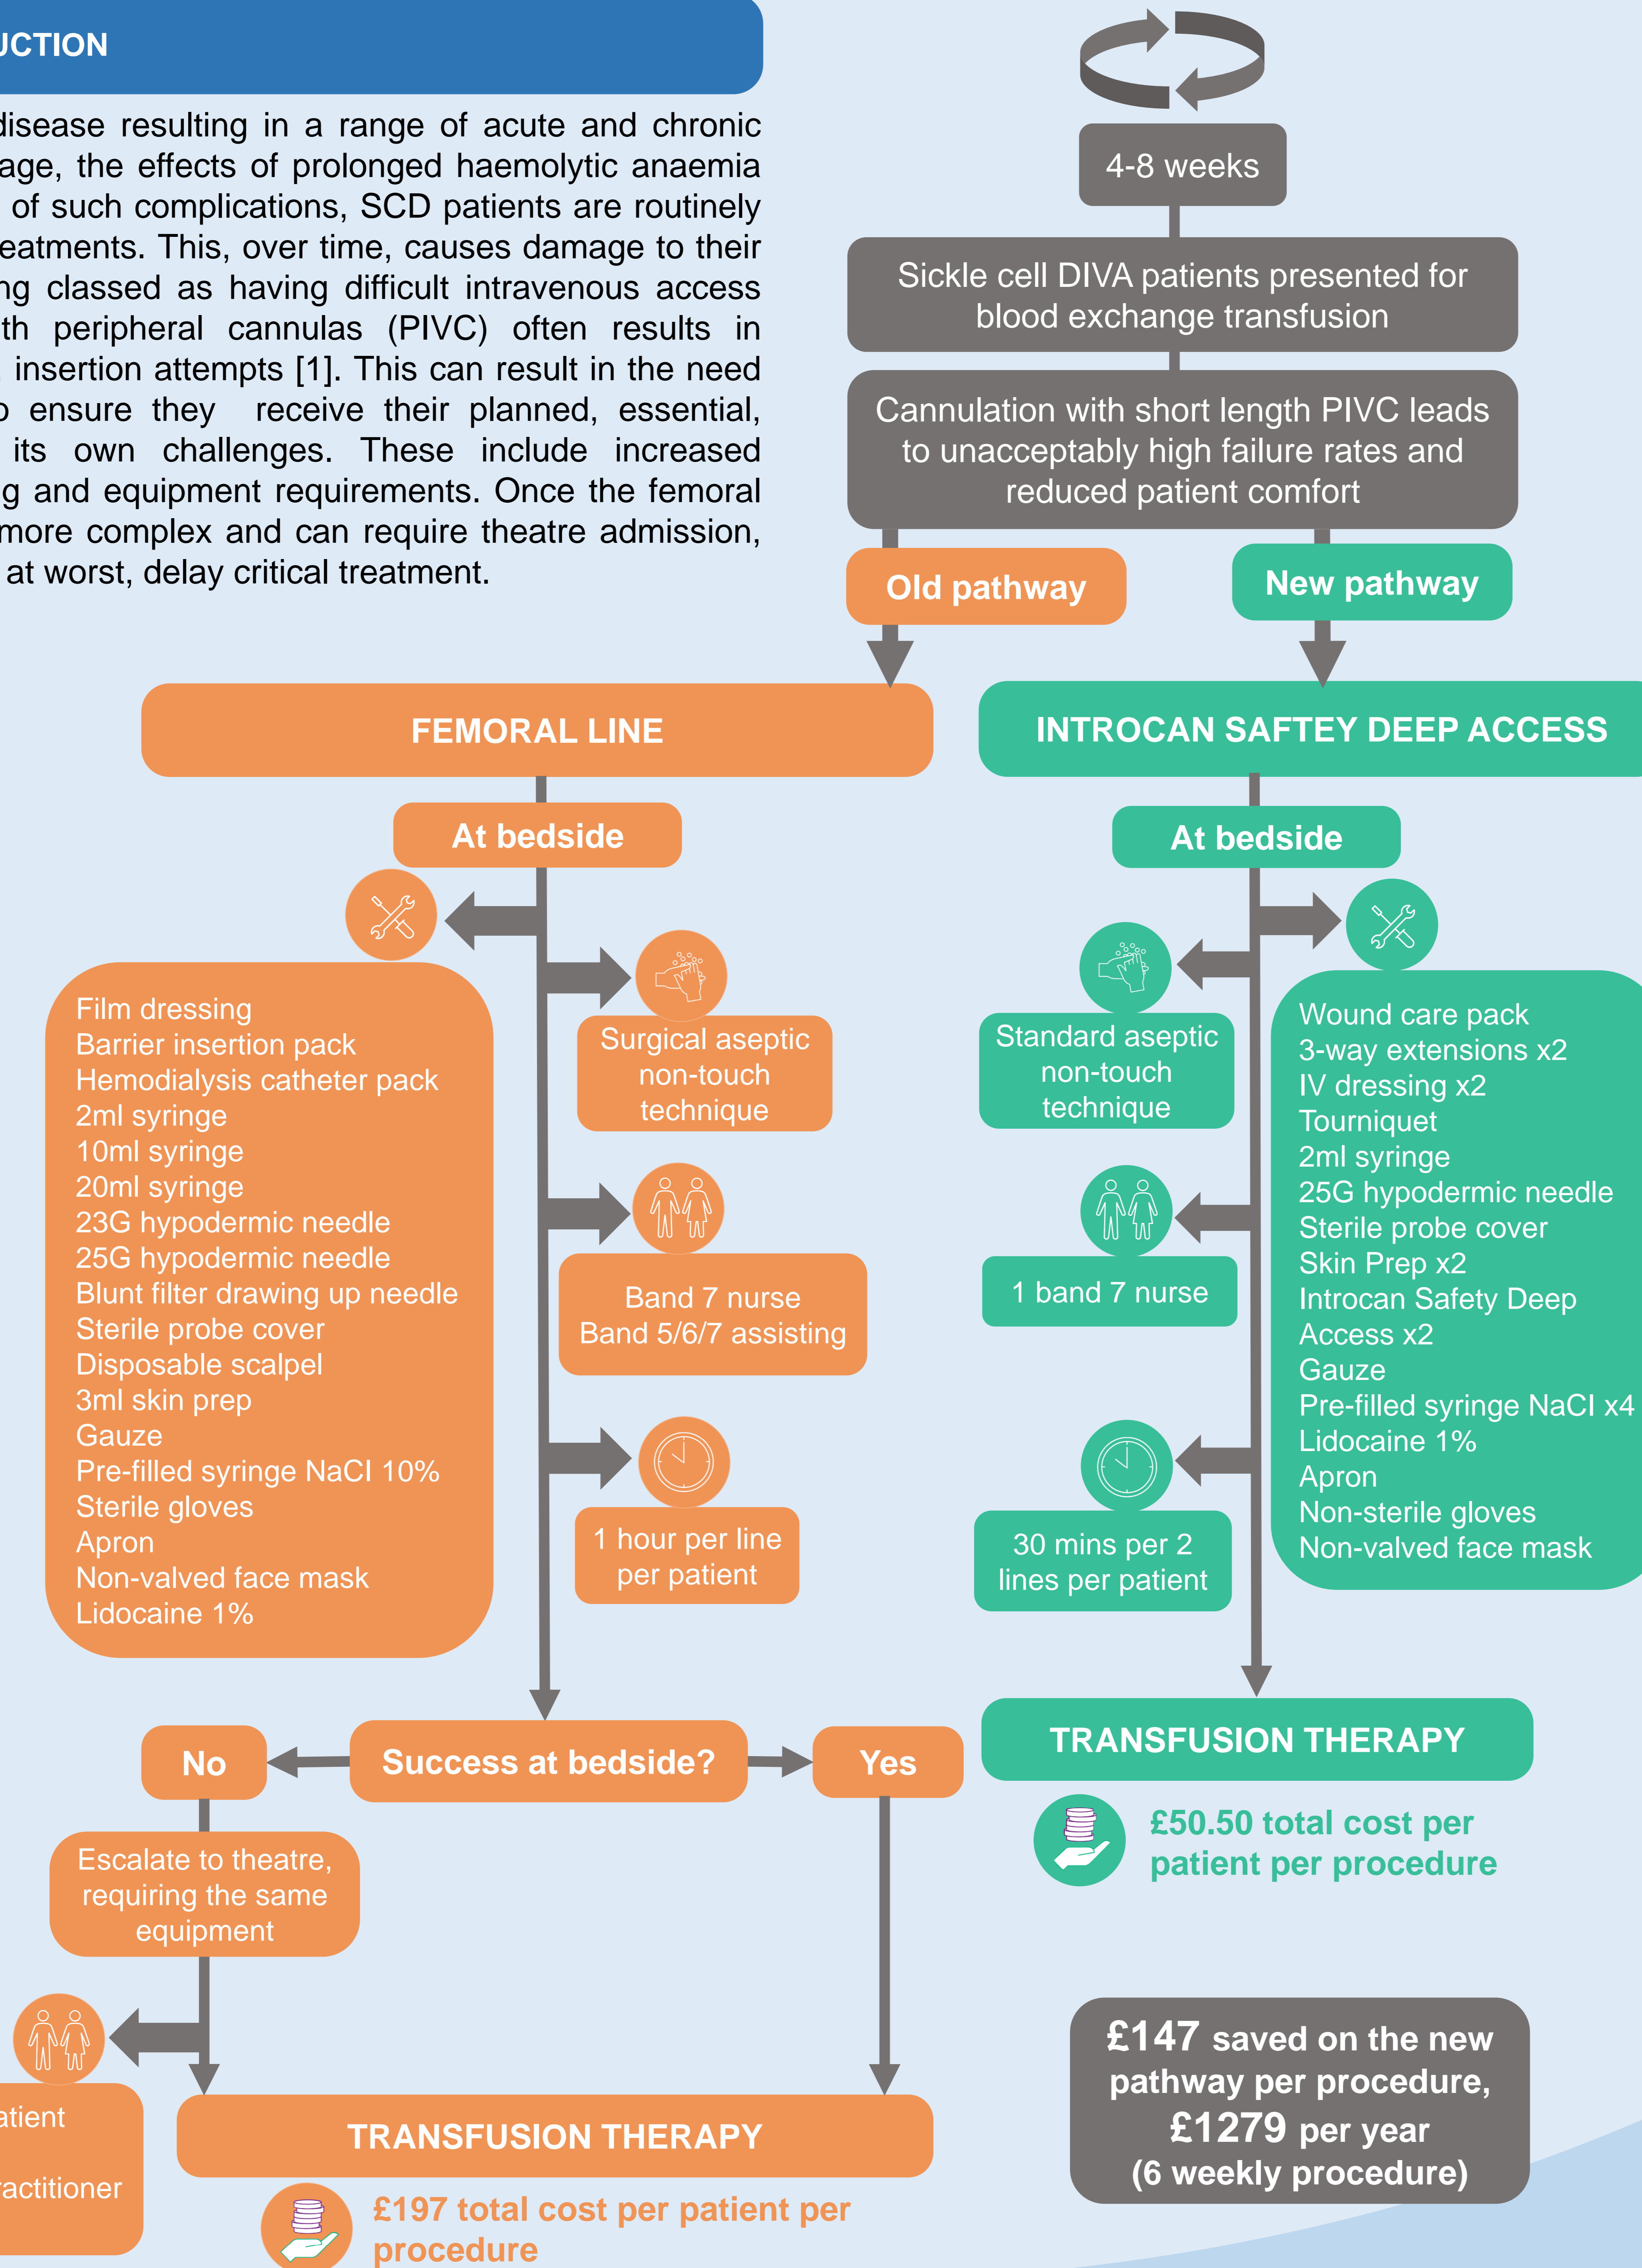 UCTION
disease resulting in a range of acute and chronic
age, the effects of prolonged haemolytic anaemia
of such complications, SCD patients are routinely
eatments. This, over time, causes damage to their
ng classed as having difficult intravenous access
th peripheral cannulas (PIVC) often results in
insertion attempts [1]. This can result in the need
o ensure they receive their planned, essential,
its own challenges. These include increased
g and equipment requirements. Once the femoral
more complex and can require theatre admission,
at worst, delay critical treatment.
4-8 weeks
Sickle cell DIVA patients presented for
blood exchange transfusion
Cannulation with short length PIVC leads
to unacceptably high failure rates and
reduced patient comfort
Old pathway
New pathway
FEMORAL LINE
At bedside
Film dressing
Barrier insertion pack
Hemodialysis catheter pack
2ml syringe
10ml syringe
20ml syringe
23G hypodermic needle
25G hypodermic needle
Blunt filter drawing up needle
Sterile probe cover
Disposable scalpel
3ml skin prep
Gauze
Pre-filled syringe NaCl 10%
Sterile gloves
Apron
Non-valved face mask
Lidocaine 1%
Surgical aseptic
non-touch
technique
Band 7 nurse
Band 5/6/7 assisting
1 hour per line
per patient
Success at bedside?
No
Yes
Escalate to theatre,
requiring the same
equipment
atient
ractitioner
TRANSFUSION THERAPY
£197 total cost per patient per
procedure
INTROCAN SAFTEY DEEP ACCESS
At bedside
Standard aseptic
non-touch
technique
1 band 7 nurse
30 mins per 2
lines per patient
Wound care pack
3-way extensions x2
IV dressing x2
Tourniquet
2ml syringe
25G hypodermic needle
Sterile probe cover
Skin Prep x2
Introcan Safety Deep
Access x2
Gauze
Pre-filled syringe NaCl x4
Lidocaine 1%
Apron
Non-sterile gloves
Non-valved face mask
TRANSFUSION THERAPY
£50.50 total cost per
patient per procedure
£147 saved on the new
pathway per procedure,
£1279 per year
(6 weekly procedure)